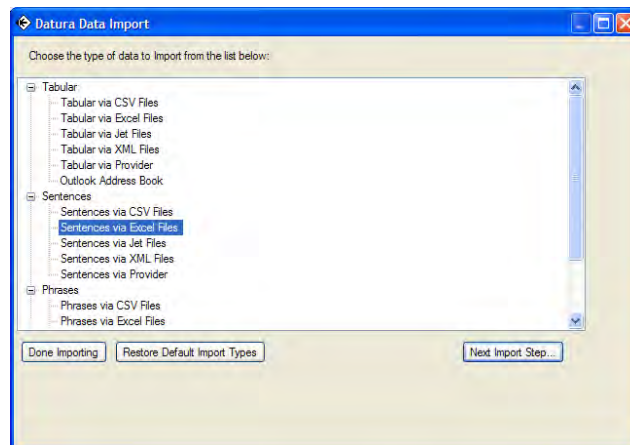 Datura Data Import
Choose the type of data to Import from the list below:
Tabular
Tabular via CSV Files
Tabular via Excel Files
Tabular via Jet Files
Tabular via XML Files
Tabular via Provider
Outlook Address Book
Sentences
Sentences via CSV Files
Sentences via Excel Files
Sentences via Jet Files
Sentences via XML Files
Sentences via Provider
Phrases
Phrases via CSV Files
Phrases via Excel Files
Done Importing Restore Default Import Types Next Import Step...